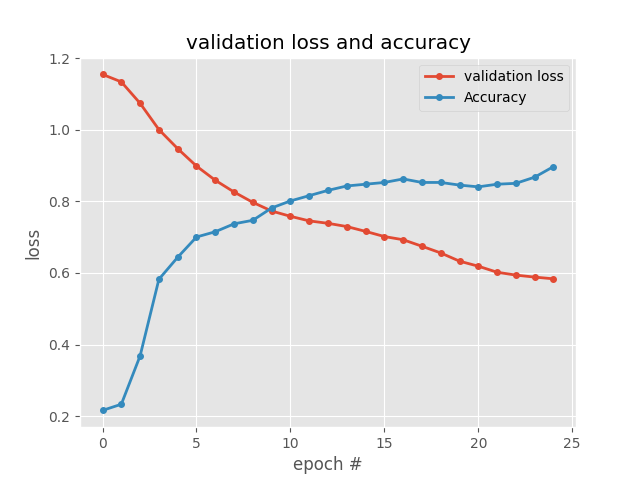 validation loss and accuracy
validation loss
Accuracy
1.2
1.0
0.8
0.6
0.4
0.2
loss
0 5 10 15 20 25
epoch #